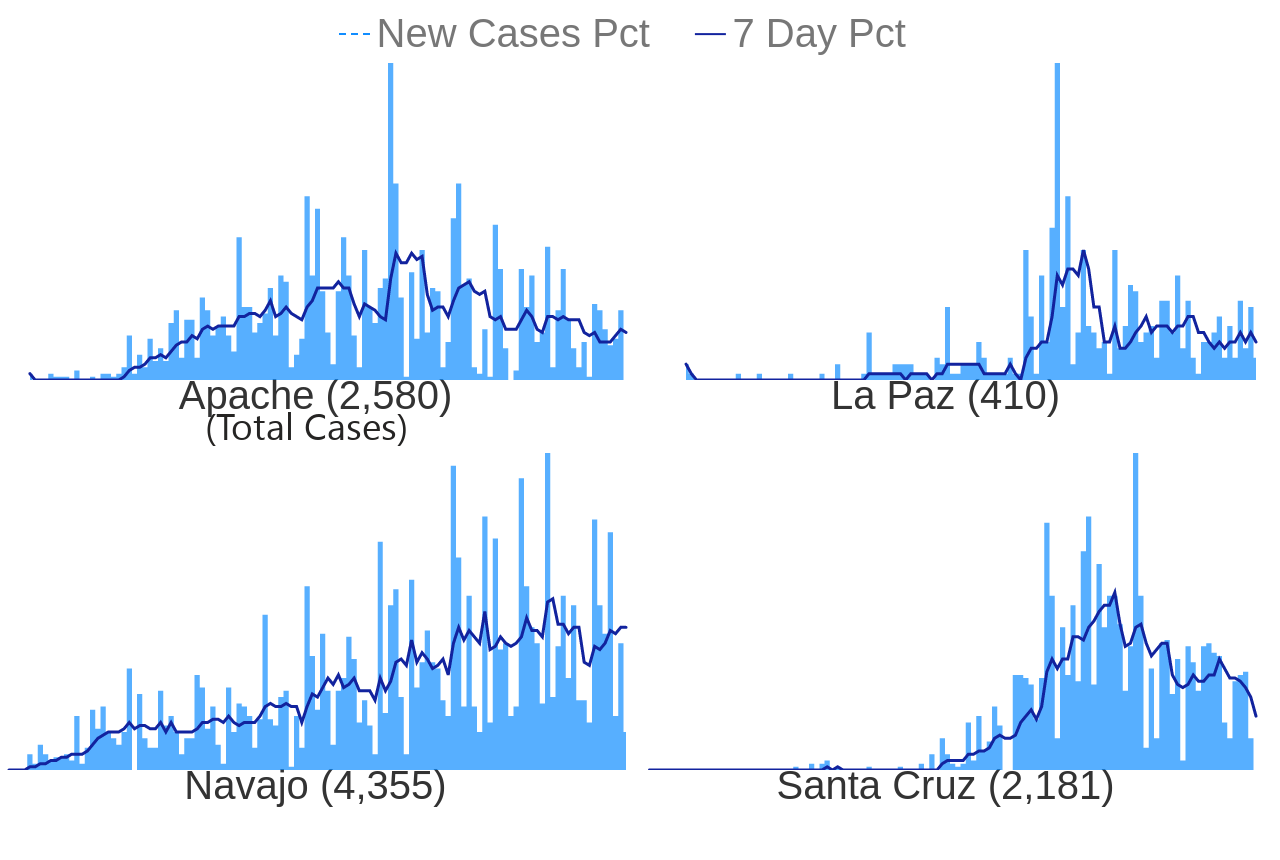 New Cases Pct 7 Day Pct
Apache (2,580) La Paz (410)
(Total Cases)
Navajo (4,355) Santa Cruz (2,181)